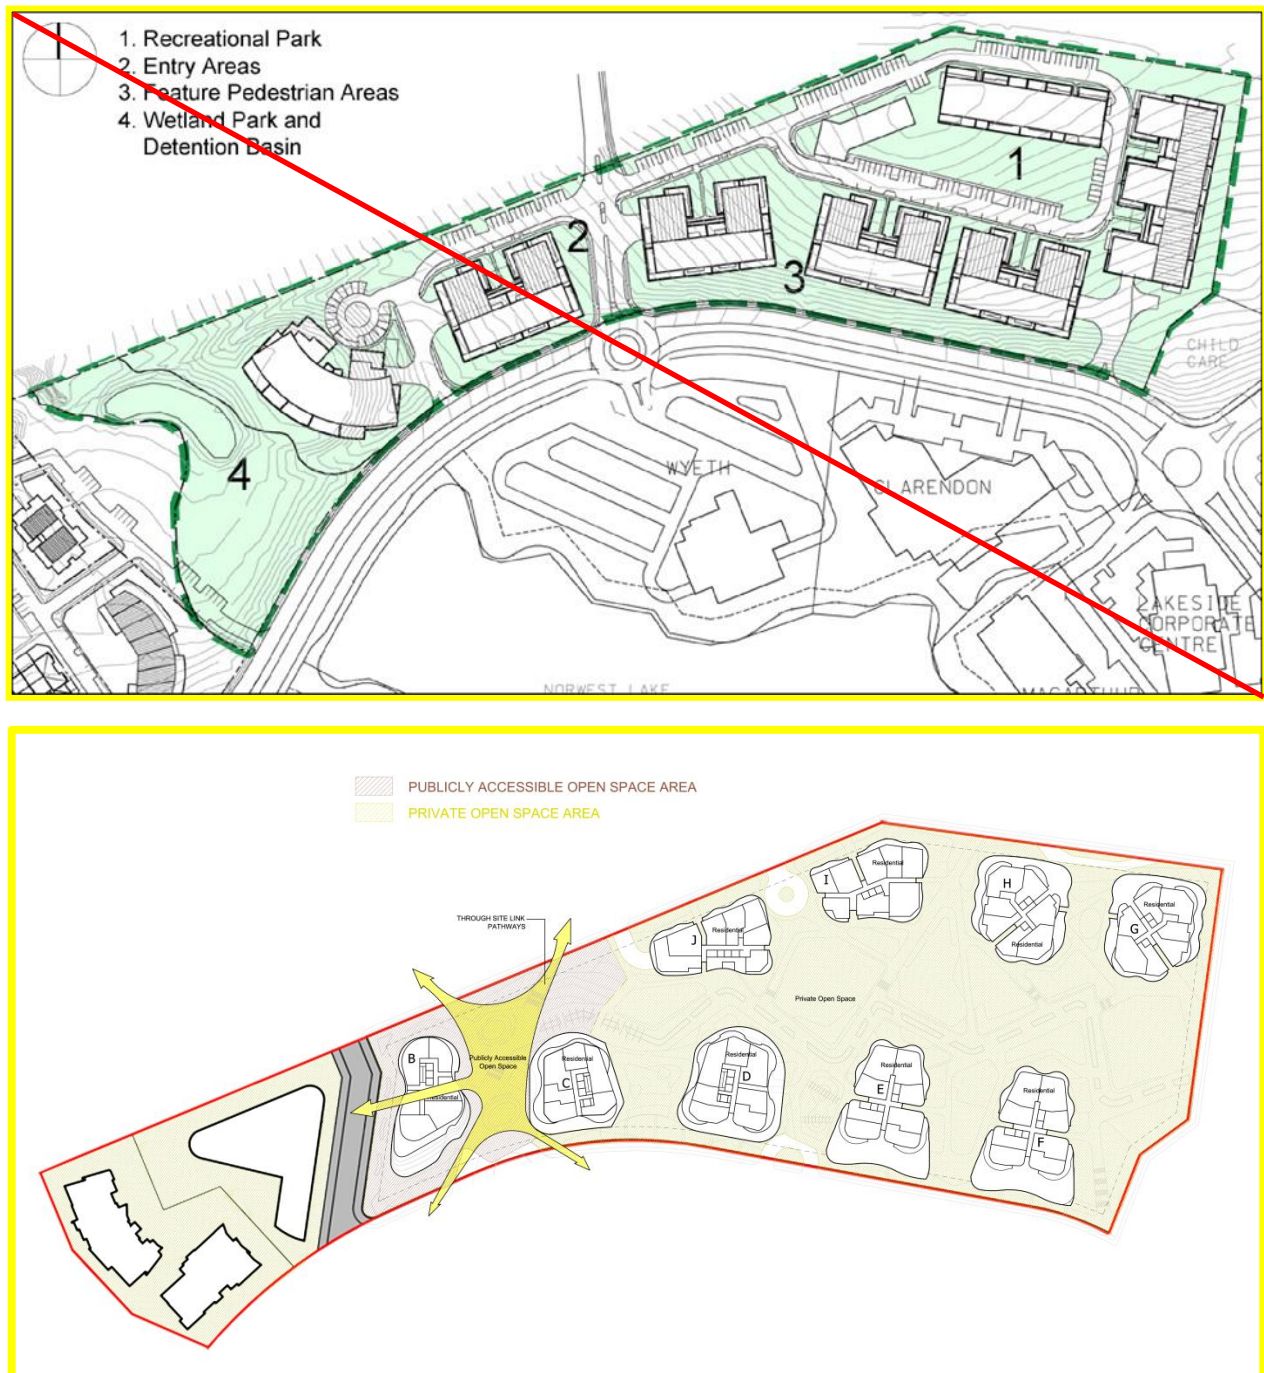 1. Recreational Park
2. Entry Areas
3. Feature Pedestrian Areas
4. Wetland Park and
Detention Basin
1
2
3
4
CHILD
CARE
WYETH
CLARENDON
LAKESIDE
CORPORATE
CENTRE
NORWEST LAKE
MACARTHUR
PUBLICLY ACCESSIBLE OPEN SPACE AREA
PRIVATE OPEN SPACE AREA
THROUGH SITE LINK
PATHWAYS
I
Residential
H
Residential
Residential
G
J
Residential
Private Open Space
B
Residential
Publicly Accessible
Open Space
Residential
C
Residential
D
Residential
E
Residential
F